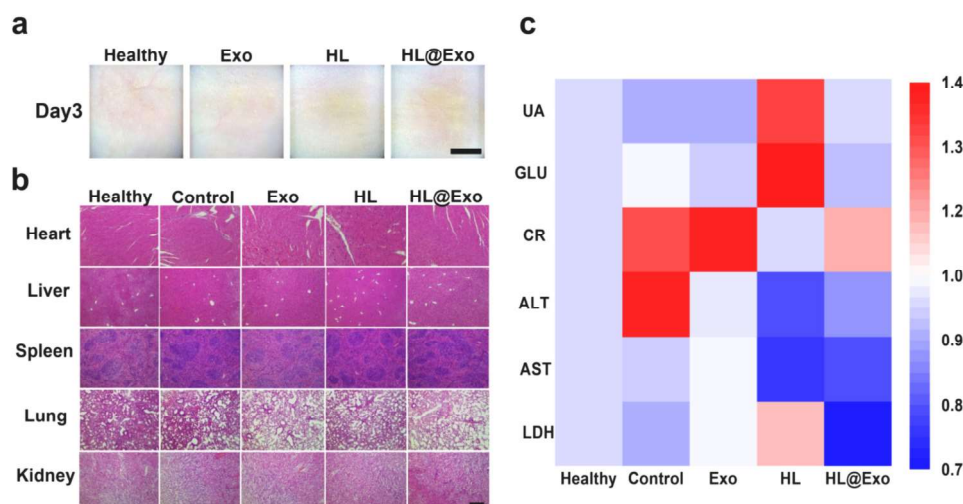 a
Healthy Exo HL HL@Exo
Day3
b
Healthy Control Exo HL HL@Exo
Heart
Liver
Spleen
Lung
Kidney
c
UA
GLU
CR
ALT
AST
LDH
Healthy Control Exo HL HL@Exo
1.4
1.3
1.2
1.1
1.0
0.9
0.8
0.7